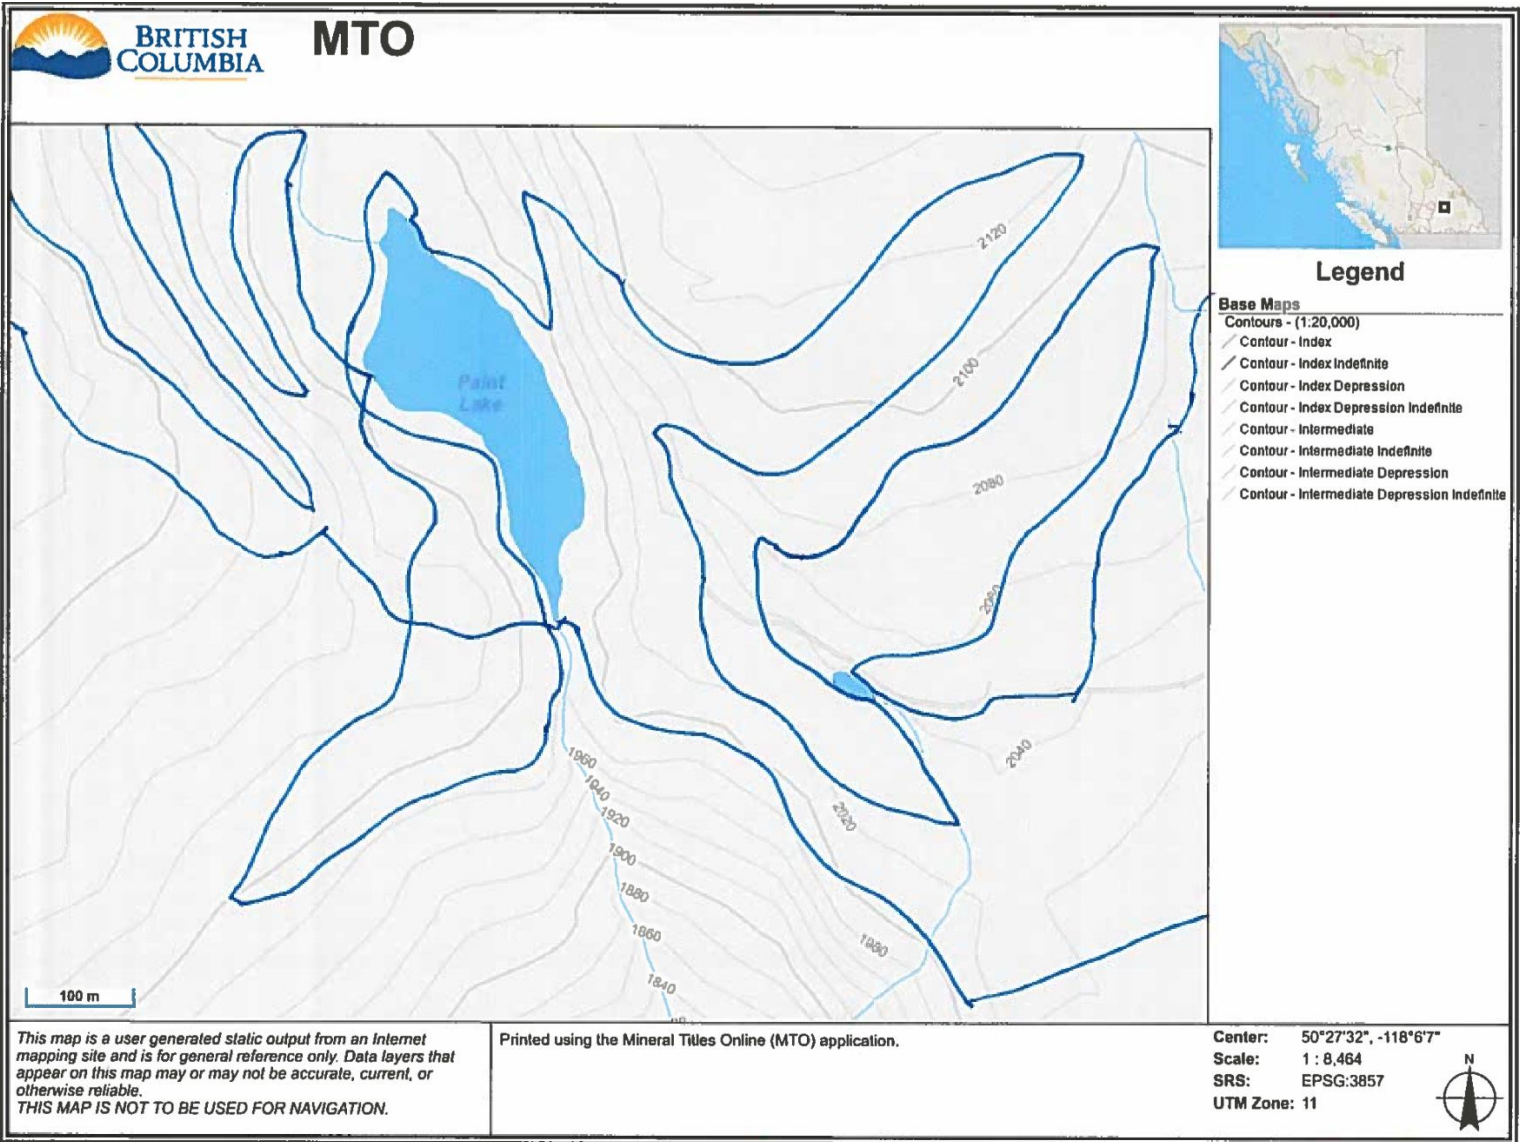 BRITISH
COLUMBIA
MTO
2120
2100
2080
2060
2040
2020
1980
1960
1940
1920
1900
1880
1860
1840
Paint
Lake
100 m
Legend
Base Maps
Contours - (1:20,000)
Contour - Index
Contour - Index Indefinite
Contour - Index Depression
Contour - Index Depression Indefinite
Contour - Intermediate
Contour - Intermediate Indefinite
Contour - Intermediate Depression
Contour - Intermediate Depression Indefinite
This map is a user generated static output from an Internet
mapping site and is for general reference only. Data layers that
appear on this map may or may not be accurate, current, or
otherwise reliable.
THIS MAP IS NOT TO BE USED FOR NAVIGATION.
Printed using the Mineral Titles Online (MTO) application.
Center: 50°27'32", -118°6'7"
Scale: 1 : 8,464
SRS: EPSG:3857
UTM Zone: 11
N